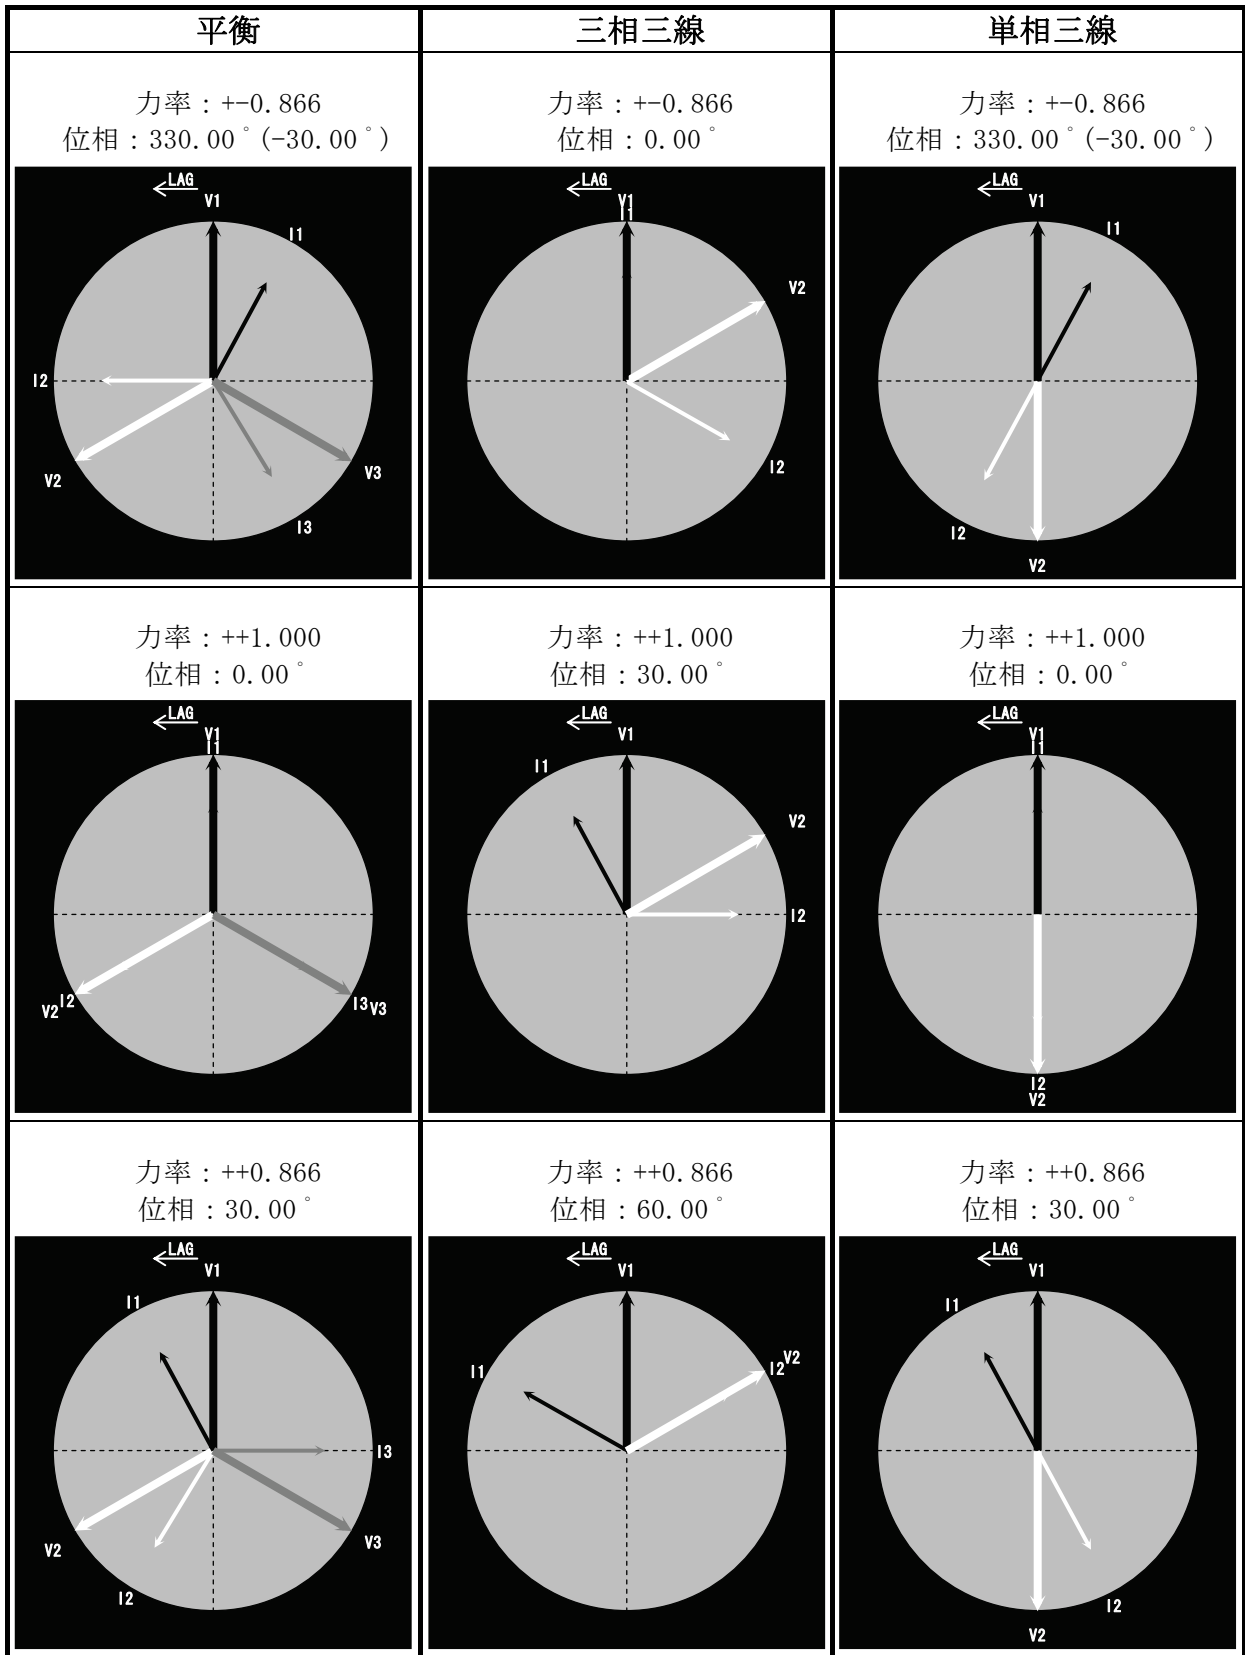 平衡
三相三線
単相三線
力率：+-0.866
位相：330.00°(-30.00°)
力率：+-0.866
位相：0.00°
力率：+-0.866
位相：330.00°(-30.00°)
LAG
V1
I1
I2
V2
V3
I3
LAG
V1
I1
V2
I2
LAG
V1
I1
I2
V2
力率：++1.000
位相：0.00°
力率：++1.000
位相：30.00°
力率：++1.000
位相：0.00°
LAG
V1
I1
V2
I2
I3
V3
LAG
V1
I1
V2
I2
LAG
V1
I1
I2
V2
力率：++0.866
位相：30.00°
力率：++0.866
位相：60.00°
力率：++0.866
位相：30.00°
LAG
V1
I1
I3
V2
V3
I2
LAG
V1
I1
I2
V2
LAG
V1
I1
I2
V2